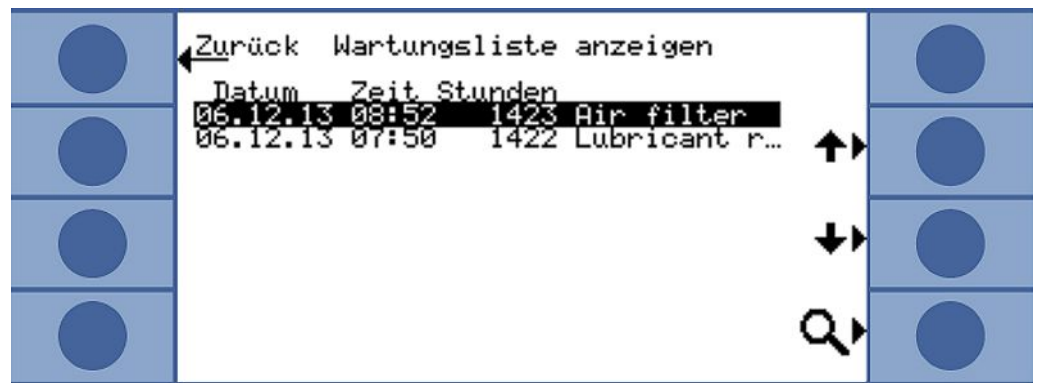 Zurück Wartungsliste anzeigen
Datum Zeit Stunden
06.12.13 08:52 1423 Air filter
06.12.13 07:50 1422 Lubricant r…